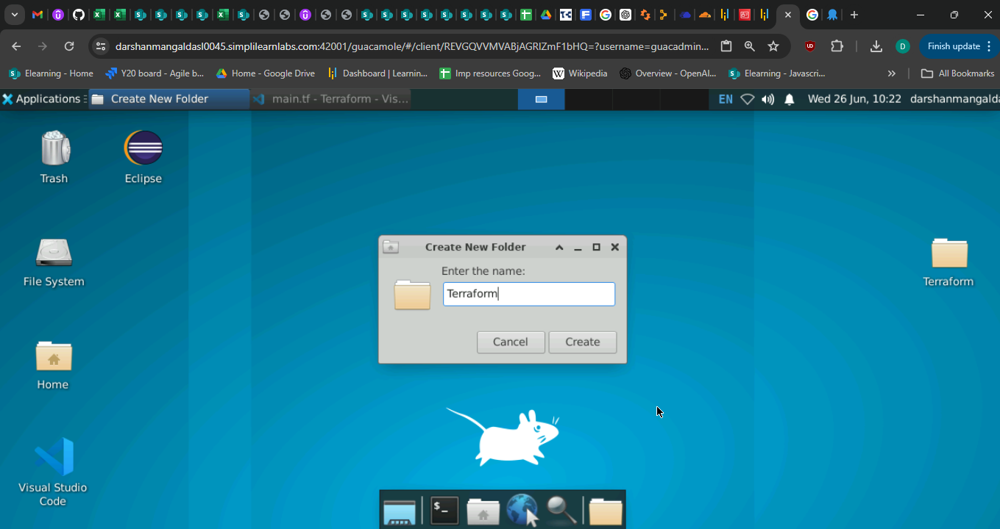 darshanmangaldasl0045.simplilearnlabs.com:42001/guacamole/#/client/REVGQVVMVABjAGRIZmF1bHQ=?username=guacadmin...
D
Finish update
Elearning - Home
Y20 board - Agile b...
Home - Google Drive
Dashboard | Learnin...
Imp resources Goog...
Wikipedia
Overview - OpenAI...
Elearning - Javascri...
»
All Bookmarks
Applications
Create New Folder
main.tf - Terraform - Vis...
EN
Wed 26 Jun, 10:22
darshanmangalda
Trash
Eclipse
File System
Home
Visual Studio
Code
Terraform
Create New Folder
Enter the name:
Terraform
Cancel
Create